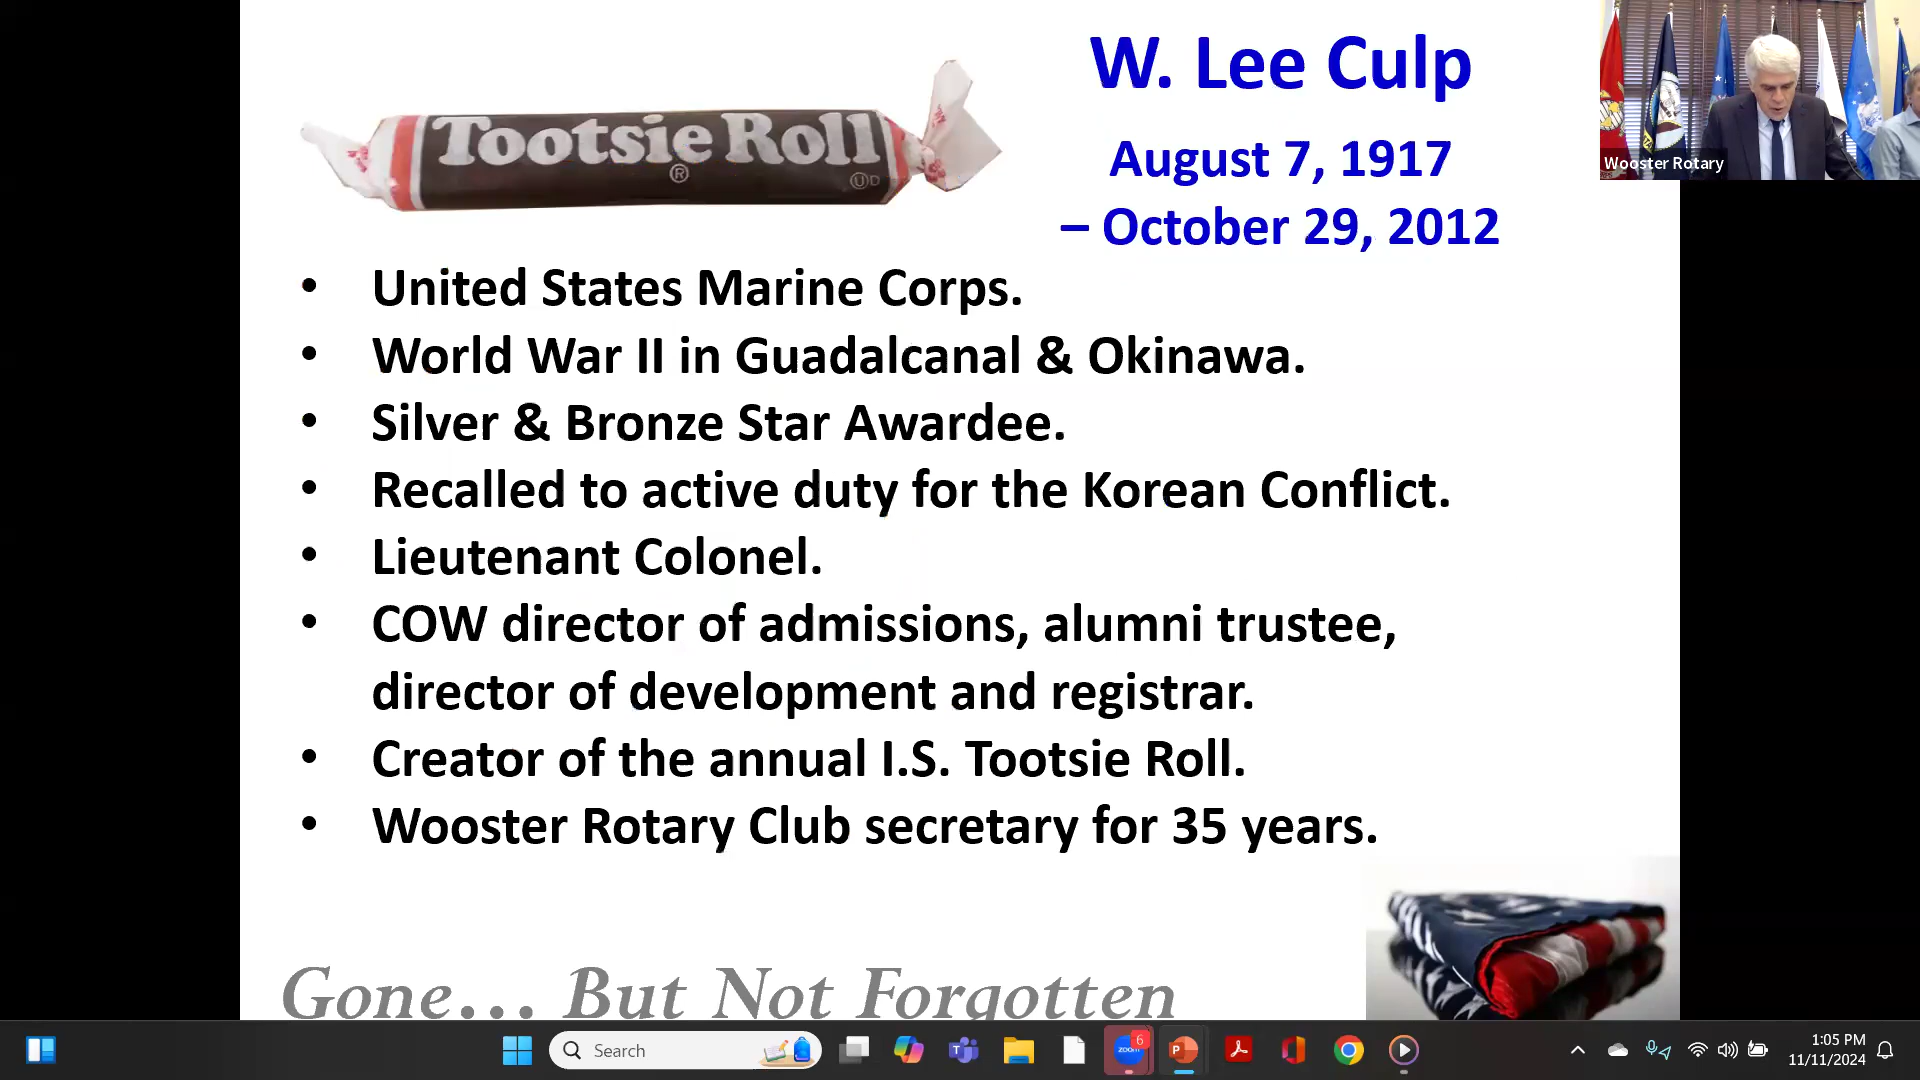 Tootsie Roll
®
UD
W. Lee Culp
August 7, 1917
– October 29, 2012
Wooster Rotary
• United States Marine Corps.
• World War II in Guadalcanal & Okinawa.
• Silver & Bronze Star Awardee.
• Recalled to active duty for the Korean Conflict.
• Lieutenant Colonel.
• COW director of admissions, alumni trustee,
director of development and registrar.
• Creator of the annual I.S. Tootsie Roll.
• Wooster Rotary Club secretary for 35 years.
Gone... But Not Forgotten
Search
zoom
6
1:05 PM
11/11/2024